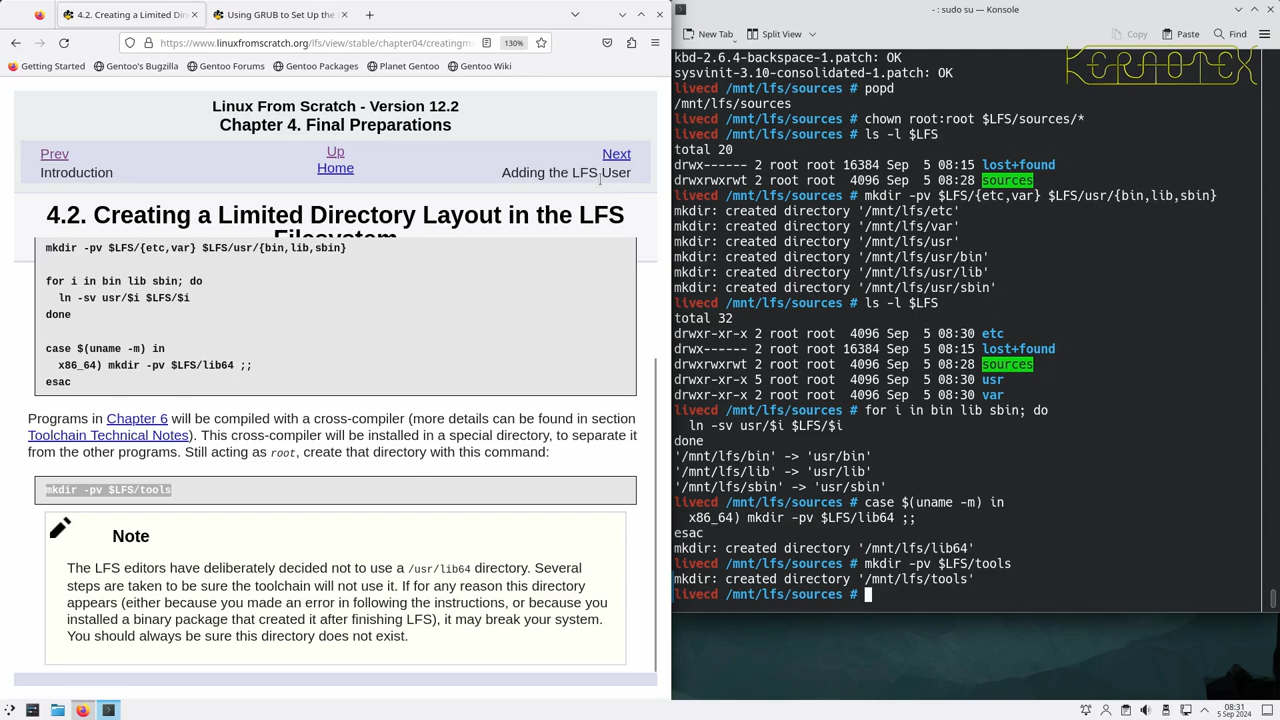 4.2. Creating a Limited Dire
Using GRUB to Set Up the
https://www.linuxfromscratch.org/lfs/view/stable/chapter04/creatingm
130%
Getting Started
Gentoo's Bugzilla
Gentoo Forums
Gentoo Packages
Planet Gentoo
Gentoo Wiki
Linux From Scratch - Version 12.2
Chapter 4. Final Preparations
Prev
Up
Next
Introduction
Home
Adding the LFS User
4.2. Creating a Limited Directory Layout in the LFS
Filesystem
mkdir -pv $LFS/{etc,var} $LFS/usr/{bin,lib,sbin}
for i in bin lib sbin; do
  ln -sv usr/$i $LFS/$i
done
case $(uname -m) in
  x86_64) mkdir -pv $LFS/lib64 ;;
esac
Programs in Chapter 6 will be compiled with a cross-compiler (more details can be found in section
Toolchain Technical Notes). This cross-compiler will be installed in a special directory, to separate it
from the other programs. Still acting as root, create that directory with this command:
mkdir -pv $LFS/tools
Note
The LFS editors have deliberately decided not to use a /usr/lib64 directory. Several
steps are taken to be sure the toolchain will not use it. If for any reason this directory
appears (either because you made an error in following the instructions, or because you
installed a binary package that created it after finishing LFS), it may break your system.
You should always be sure this directory does not exist.
- : sudo su — Konsole
New Tab
Split View
Copy
Paste
Find
KERNOTEX
kbd-2.6.4-backspace-1.patch: OK
sysvinit-3.10-consolidated-1.patch: OK
livecd /mnt/lfs/sources # popd
/mnt/lfs/sources
livecd /mnt/lfs/sources # chown root:root $LFS/sources/*
livecd /mnt/lfs/sources # ls -l $LFS
total 20
drwx------ 2 root root 16384 Sep  5 08:15 lost+found
drwxrwxrwt 2 root root  4096 Sep  5 08:28 sources
livecd /mnt/lfs/sources # mkdir -pv $LFS/{etc,var} $LFS/usr/{bin,lib,sbin}
mkdir: created directory '/mnt/lfs/etc'
mkdir: created directory '/mnt/lfs/var'
mkdir: created directory '/mnt/lfs/usr'
mkdir: created directory '/mnt/lfs/usr/bin'
mkdir: created directory '/mnt/lfs/usr/lib'
mkdir: created directory '/mnt/lfs/usr/sbin'
livecd /mnt/lfs/sources # ls -l $LFS
total 32
drwxr-xr-x 2 root root  4096 Sep  5 08:30 etc
drwx------ 2 root root 16384 Sep  5 08:15 lost+found
drwxrwxrwt 2 root root  4096 Sep  5 08:28 sources
drwxr-xr-x 5 root root  4096 Sep  5 08:30 usr
drwxr-xr-x 2 root root  4096 Sep  5 08:30 var
livecd /mnt/lfs/sources # for i in bin lib sbin; do
  ln -sv usr/$i $LFS/$i
done
'/mnt/lfs/bin' -> 'usr/bin'
'/mnt/lfs/lib' -> 'usr/lib'
'/mnt/lfs/sbin' -> 'usr/sbin'
livecd /mnt/lfs/sources # case $(uname -m) in
  x86_64) mkdir -pv $LFS/lib64 ;;
esac
mkdir: created directory '/mnt/lfs/lib64'
livecd /mnt/lfs/sources # mkdir -pv $LFS/tools
mkdir: created directory '/mnt/lfs/tools'
livecd /mnt/lfs/sources #
08:31
5 Sep 2024